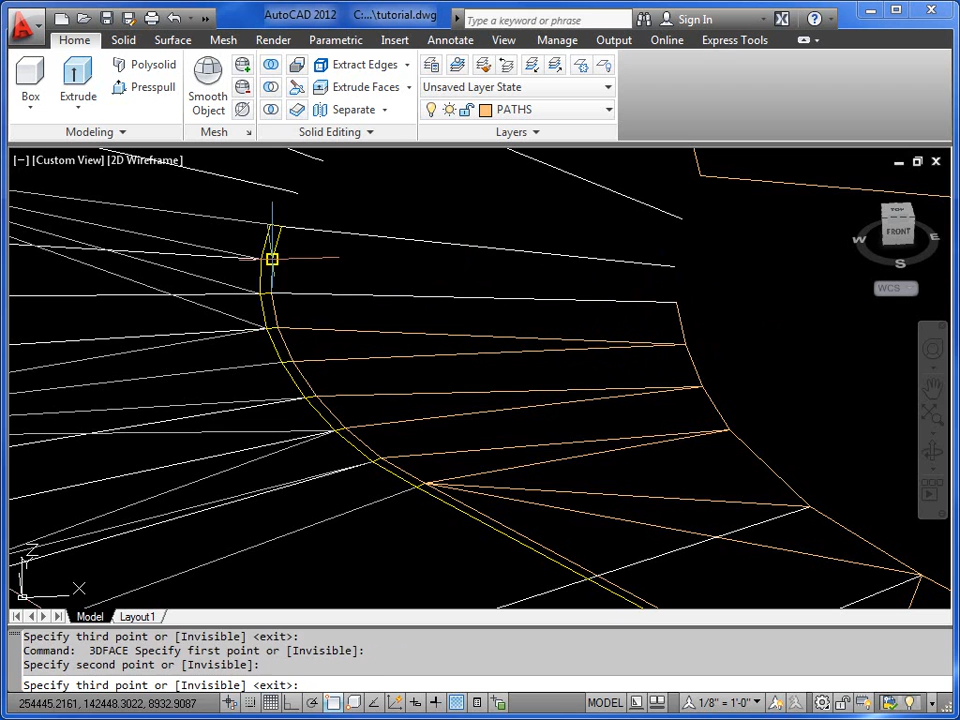 AutoCAD 2012 C:\...\tutorial.dwg Type a keyword or phrase Sign In
Home Solid Surface Mesh Render Parametric Insert Annotate View Manage Output Online Express Tools
Polysolid Extract Edges
Presspull Extrude Faces Unsaved Layer State
Box Extrude Smooth Object Separate PATHS
Modeling Mesh Solid Editing Layers
[−] [Custom View] [2D Wireframe]
TOP
FRONT
W E
S
WCS
Z
Y
X
Model Layout1
Specify third point or [Invisible] <exit>:
Command:  3DFACE Specify first point or [Invisible]:
Specify second point or [Invisible]:
Specify third point or [Invisible] <exit>:
254445.2161, 142448.3022, 8932.9087 MODEL 1/8" = 1'-0"